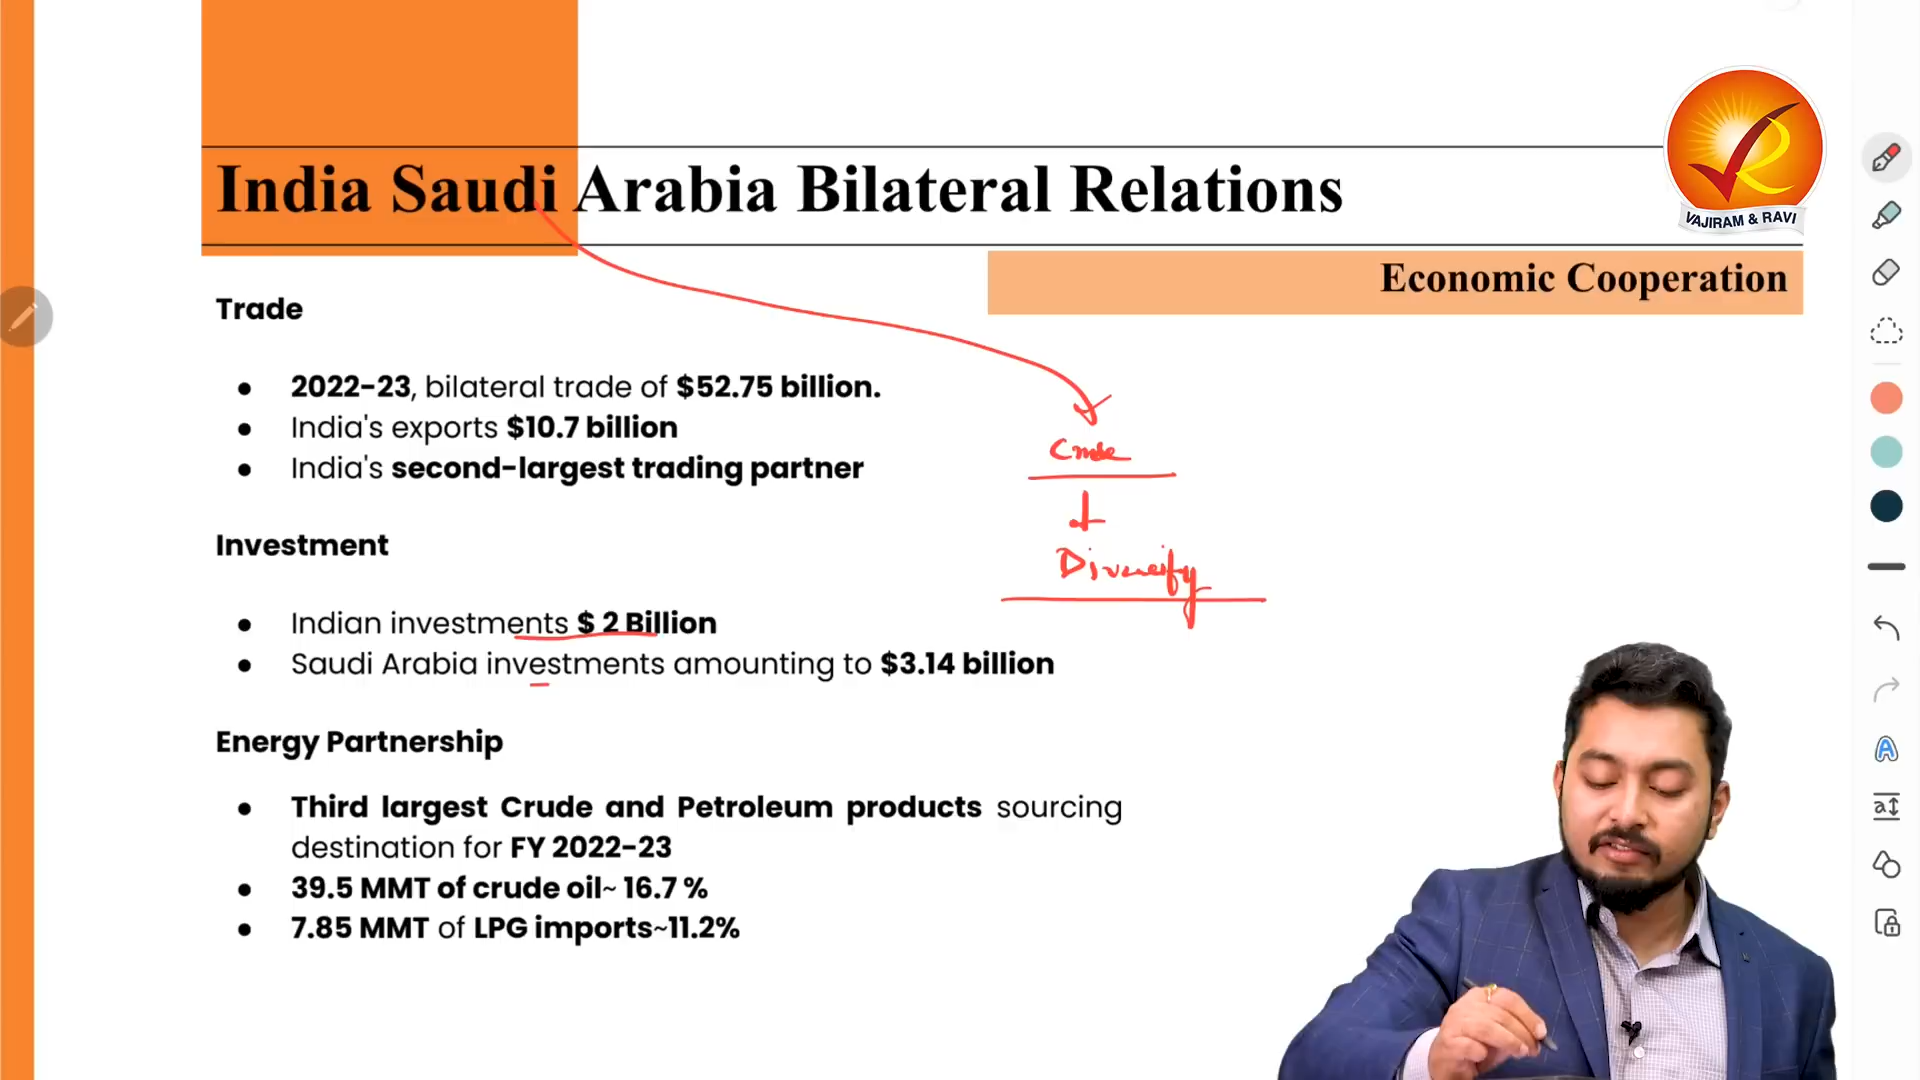 India Saudi Arabia Bilateral Relations
VAJIRAM & RAVI
Economic Cooperation
Trade
● 2022-23, bilateral trade of $52.75 billion.
● India's exports $10.7 billion
● India's second-largest trading partner
Crude
Diversify
Investment
● Indian investments $ 2 Billion
● Saudi Arabia investments amounting to $3.14 billion
Energy Partnership
● Third largest Crude and Petroleum products sourcing
destination for FY 2022-23
● 39.5 MMT of crude oil~ 16.7 %
● 7.85 MMT of LPG imports~11.2%